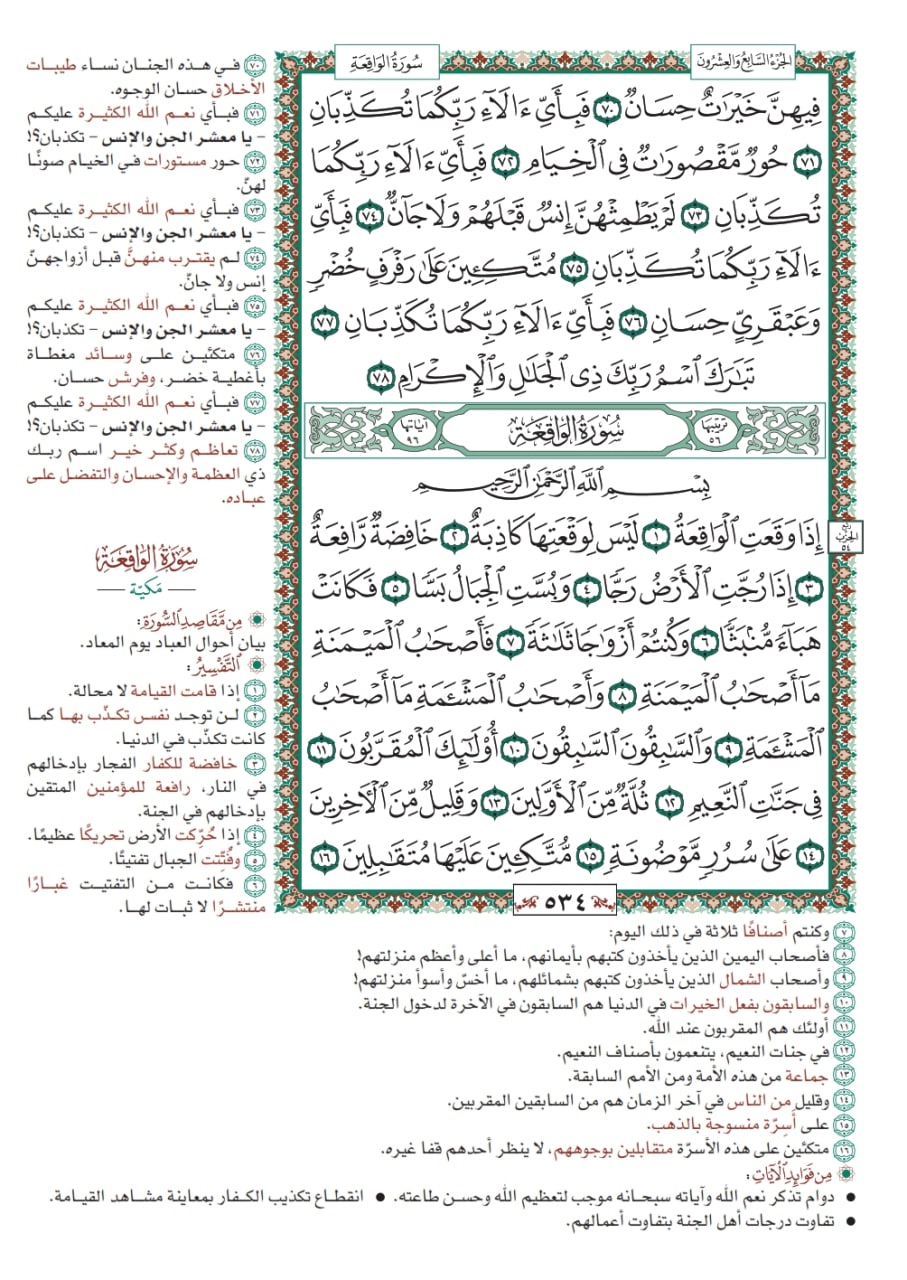 الجزء السابع والعشرون
سورة الواقعة
فِيهِنَّ خَيْرَٰتٌ حِسَانٌ ٧٠ فَبِأَيِّ ءَالَآءِ رَبِّكُمَا تُكَذِّبَانِ
٧١ حُورٌ مَّقْصُورَٰتٌ فِي ٱلْخِيَامِ ٧٢ فَبِأَيِّ ءَالَآءِ رَبِّكُمَا
تُكَذِّبَانِ ٧٣ لَمْ يَطْمِثْهُنَّ إِنسٌ قَبْلَهُمْ وَلَا جَآنٌّ ٧٤ فَبِأَيِّ
ءَالَآءِ رَبِّكُمَا تُكَذِّبَانِ ٧٥ مُتَّكِـِٔينَ عَلَىٰ رَفْرَفٍ خُضْرٍ
وَعَبْقَرِيٍّ حِسَانٍ ٧٦ فَبِأَيِّ ءَالَآءِ رَبِّكُمَا تُكَذِّبَانِ ٧٧
تَبَٰرَكَ ٱسْمُ رَبِّكَ ذِي ٱلْجَلَٰلِ وَٱلْإِكْرَامِ ٧٨
ترتيبها ٥٦ سُورَةُ الوَاقِعَةِ آياتها ٩٦
بِسْمِ ٱللَّهِ ٱلرَّحْمَٰنِ ٱلرَّحِيمِ
إِذَا وَقَعَتِ ٱلْوَاقِعَةُ ١ لَيْسَ لِوَقْعَتِهَا كَاذِبَةٌ ٢ خَافِضَةٌ رَّافِعَةٌ
٣ إِذَا رُجَّتِ ٱلْأَرْضُ رَجًّا ٤ وَبُسَّتِ ٱلْجِبَالُ بَسًّا ٥ فَكَانَتْ
هَبَآءً مُّنۢبَثًّا ٦ وَكُنتُمْ أَزْوَٰجًا ثَلَٰثَةً ٧ فَأَصْحَٰبُ ٱلْمَيْمَنَةِ
مَآ أَصْحَٰبُ ٱلْمَيْمَنَةِ ٨ وَأَصْحَٰبُ ٱلْمَشْـَٔمَةِ مَآ أَصْحَٰبُ
ٱلْمَشْـَٔمَةِ ٩ وَٱلسَّٰبِقُونَ ٱلسَّٰبِقُونَ ١٠ أُو۟لَٰٓئِكَ ٱلْمُقَرَّبُونَ ١١
فِي جَنَّٰتِ ٱلنَّعِيمِ ١٢ ثُلَّةٌ مِّنَ ٱلْأَوَّلِينَ ١٣ وَقَلِيلٌ مِّنَ ٱلْـَٔاخِرِينَ
١٤ عَلَىٰ سُرُرٍ مَّوْضُونَةٍ ١٥ مُّتَّكِـِٔينَ عَلَيْهَا مُتَقَٰبِلِينَ ١٦
ربع
الحزب
٥٤
٥٣٤
٧٠ في هذه الجنان نساء طيبات
الأخلاق حسان الوجوه.
٧١ فبأي نعم الله الكثيرة عليكم
- يا معشر الجن والإنس - تكذبان؟!
٧٢ حور مستورات في الخيام صونًا
لهنّ.
٧٣ فبأي نعم الله الكثيرة عليكم
- يا معشر الجن والإنس - تكذبان؟!
٧٤ لم يقترب منهنَّ قبل أزواجهنّ
إنس ولا جانّ.
٧٥ فبأي نعم الله الكثيرة عليكم
- يا معشر الجن والإنس - تكذبان؟!
٧٦ متكئين على وسائد مغطاة
بأغطية خضر، وفرش حسان.
٧٧ فبأي نعم الله الكثيرة عليكم
- يا معشر الجن والإنس - تكذبان؟!
٧٨ تعاظم وكثر خير اسم ربك
ذي العظمة والإحسان والتفضل على
عباده.
سُورَةُ الوَاقِعَةِ
— مَكيّة —
مِن مَّقَاصِدِ السُّورَةِ:
بيان أحوال العباد يوم المعاد.
التَّفْسِيرُ:
١ إذا قامت القيامة لا محالة.
٢ لن توجد نفس تكذّب بها كما
كانت تكذّب في الدنيا.
٣ خافضة للكفار الفجار بإدخالهم
في النار، رافعة للمؤمنين المتقين
بإدخالهم في الجنة.
٤ إذا حُرِّكت الأرض تحريكًا عظيمًا.
٥ وفُتِّتت الجبال تفتيتًا.
٦ فكانت من التفتيت غبارًا
منتشرًا لا ثبات لها.
٧ وكنتم أصنافًا ثلاثة في ذلك اليوم:
٨ فأصحاب اليمين الذين يأخذون كتبهم بأيمانهم، ما أعلى وأعظم منزلتهم!
٩ وأصحاب الشمال الذين يأخذون كتبهم بشمائلهم، ما أخسّ وأسوأ منزلتهم!
١٠ والسابقون بفعل الخيرات في الدنيا هم السابقون في الآخرة لدخول الجنة.
١١ أولئك هم المقربون عند الله.
١٢ في جنات النعيم، يتنعمون بأصناف النعيم.
١٣ جماعة من هذه الأمة ومن الأمم السابقة.
١٤ وقليل من الناس في آخر الزمان هم من السابقين المقربين.
١٥ على أَسِرّة منسوجة بالذهب.
١٦ متكئين على هذه الأسرّة متقابلين بوجوههم، لا ينظر أحدهم قفا غيره.
مِن فَوَائِدِ الآيَاتِ:
● دوام تذكر نعم الله وآياته سبحانه موجب لتعظيم الله وحسن طاعته. ● انقطاع تكذيب الكفار بمعاينة مشاهد القيامة.
● تفاوت درجات أهل الجنة بتفاوت أعمالهم.